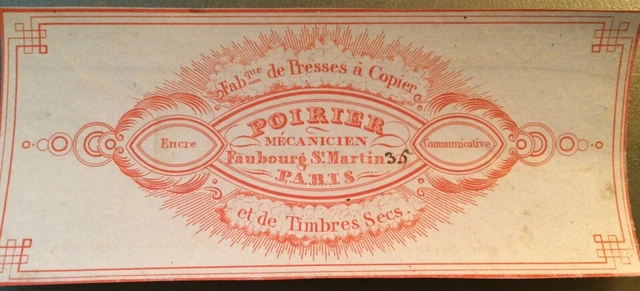 Fabque de Presses à Copier
POIRIER
MÉCANICIEN
Encre
Communicative
Faubourg St. Martin 35
PARIS
et de Timbres Secs.